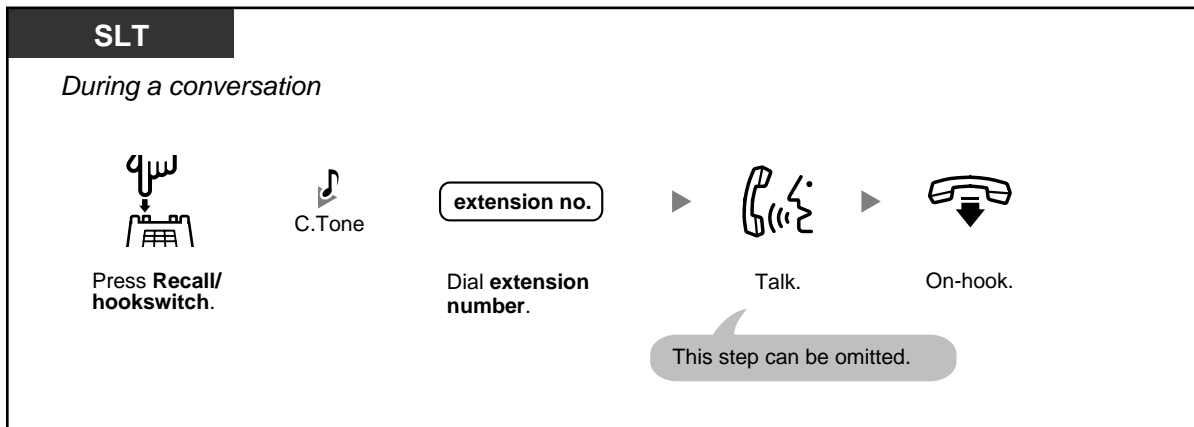 SLT
During a conversation
C.Tone
extension no.
Press Recall/
hookswitch.
Dial extension
number.
Talk.
On-hook.
This step can be omitted.